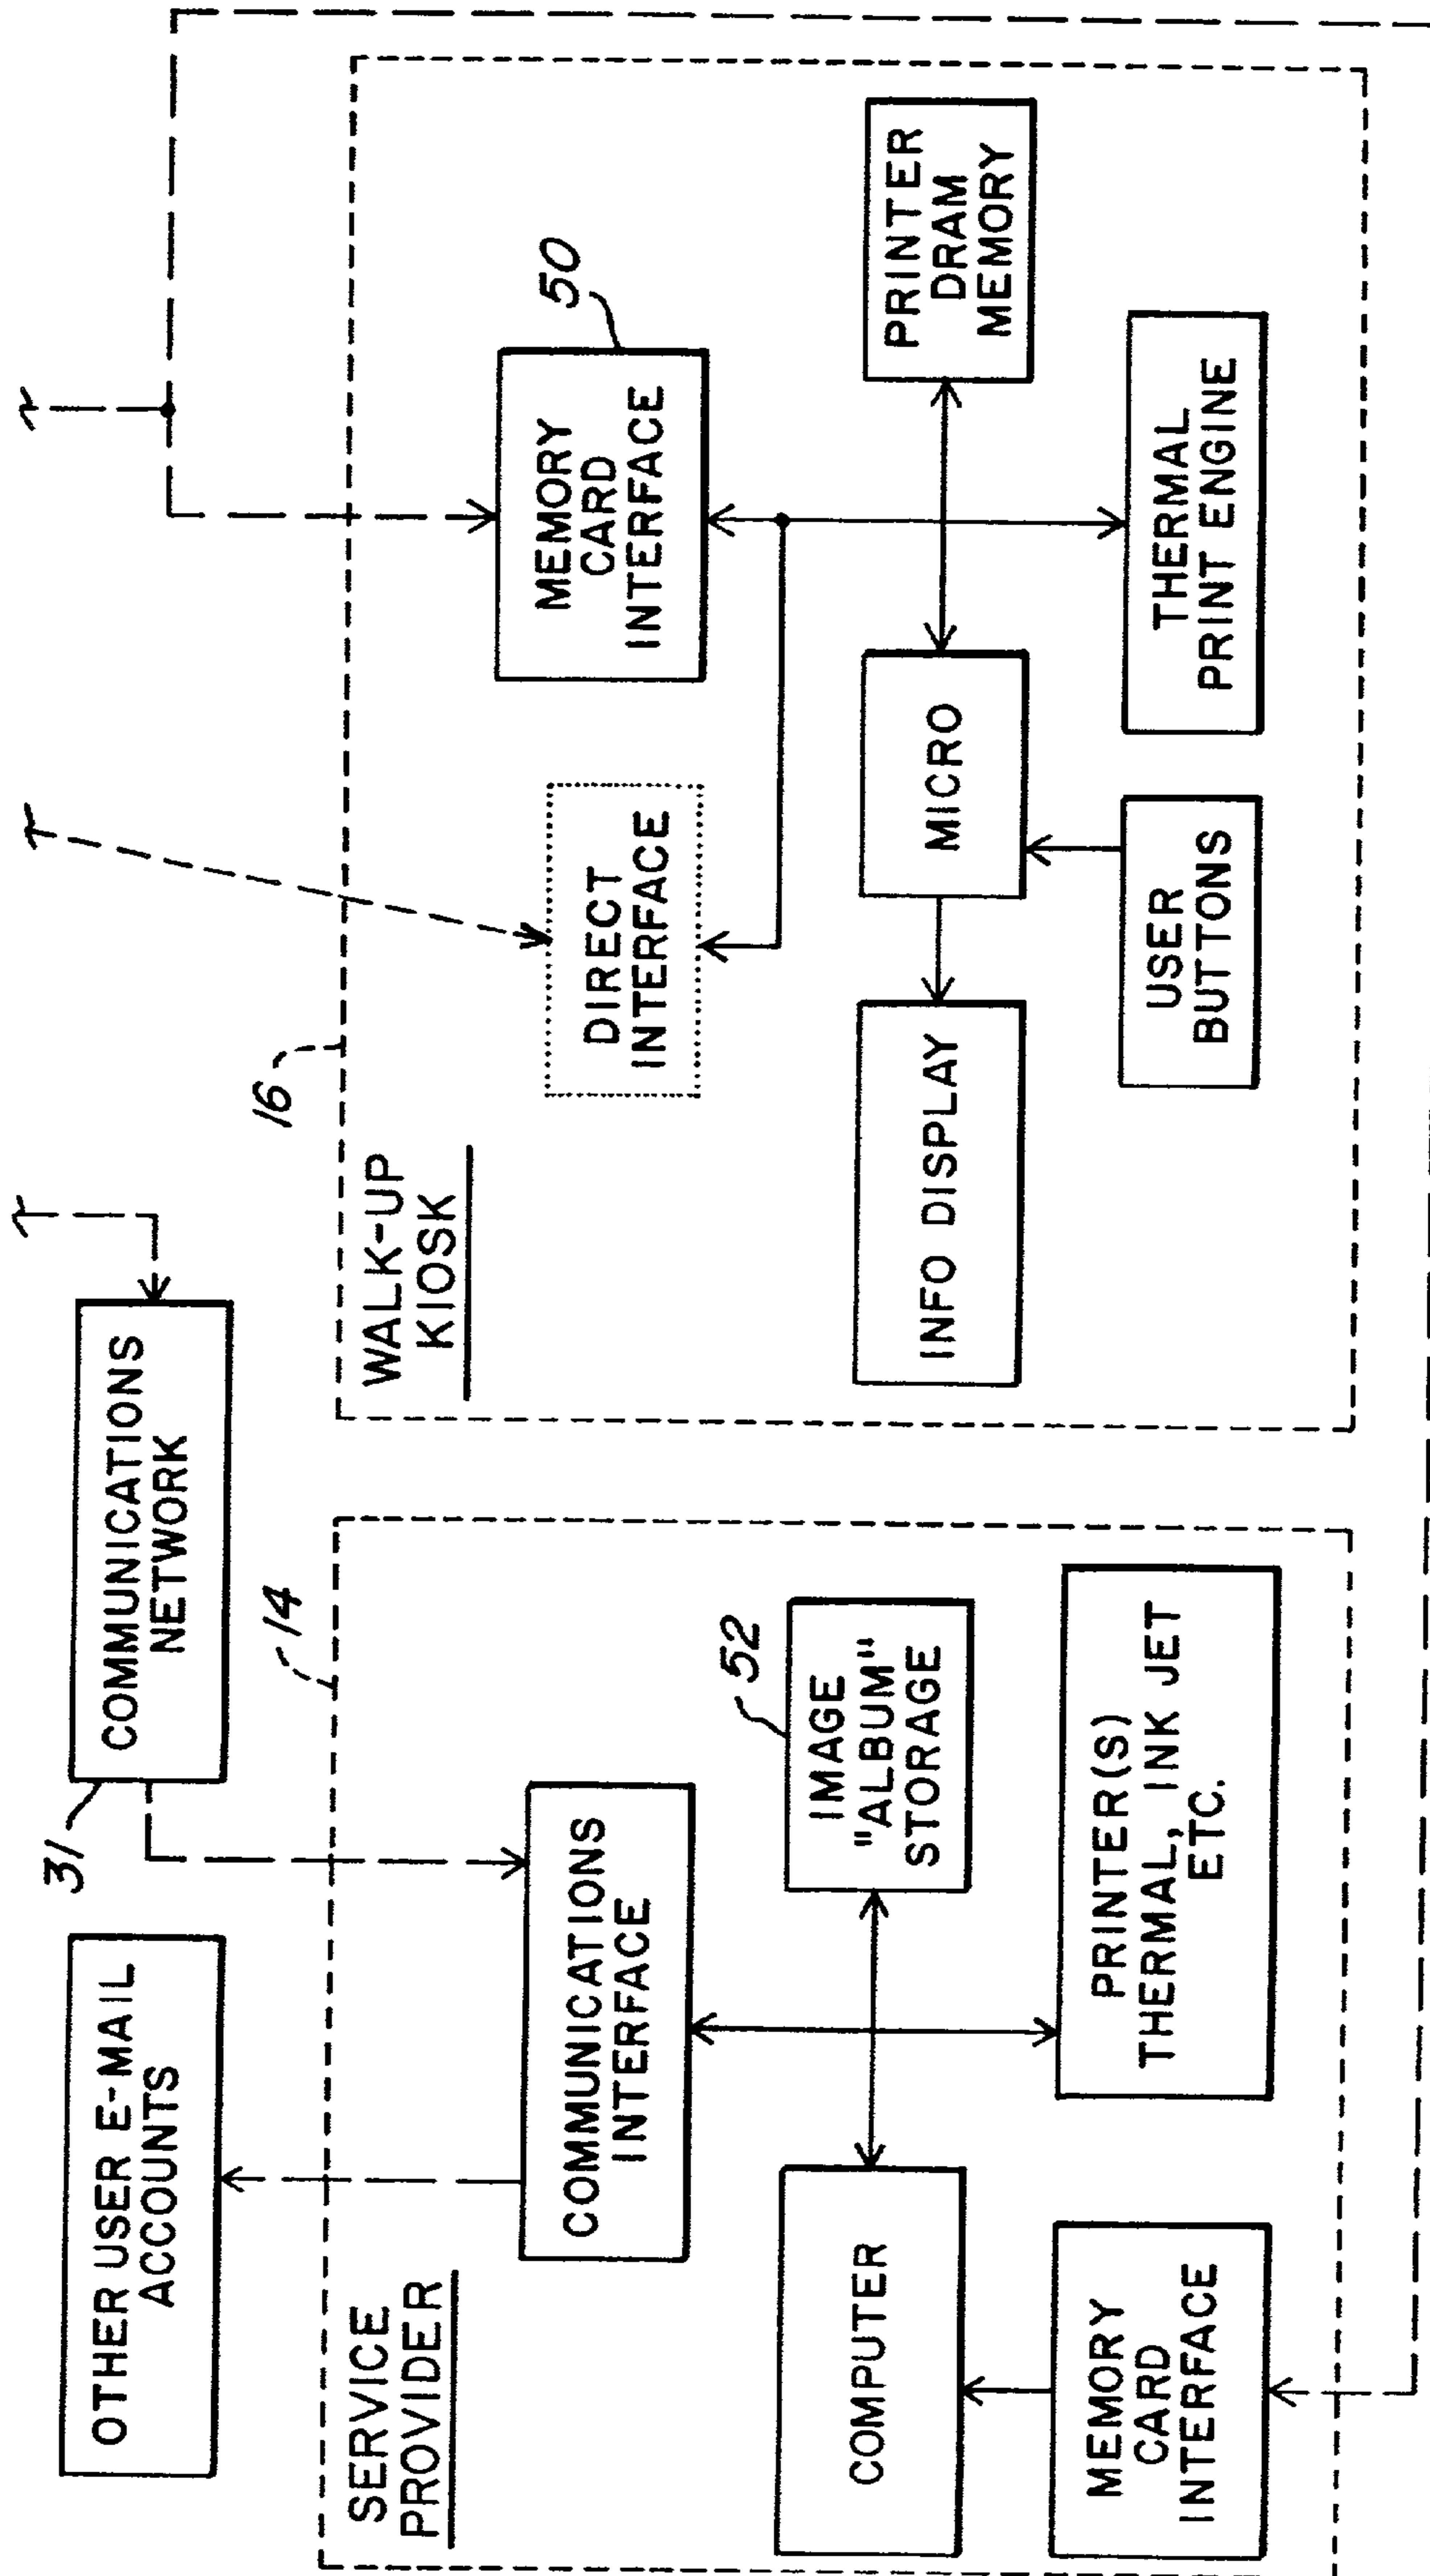 OTHER USER E-MAIL
ACCOUNTS
31
COMMUNICATIONS
NETWORK
14
SERVICE
PROVIDER
COMMUNICATIONS
INTERFACE
52
IMAGE
"ALBUM"
STORAGE
COMPUTER
MEMORY
CARD
INTERFACE
PRINTER(S)
THERMAL, INK JET
ETC.
16
WALK-UP
KIOSK
DIRECT
INTERFACE
MEMORY
CARD
INTERFACE
50
INFO DISPLAY
MICRO
PRINTER
DRAM
MEMORY
USER
BUTTONS
THERMAL
PRINT ENGINE